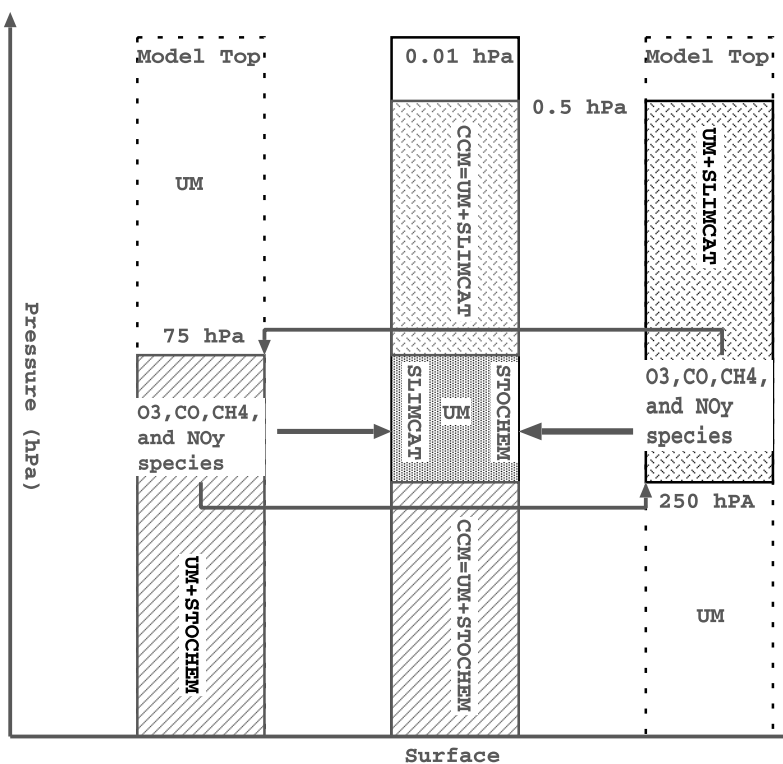 Model Top
0.01 hPa
Model Top
0.5 hPa
CCM=UM+SLIMCAT
UM+SLIMCAT
UM
Pressure (hPa)
75 hPa
O3,CO,CH4,
and NOy
species
SLIMCAT
UM
STOCHEM
O3,CO,CH4,
and NOy
species
250 hPA
UM+STOCHEM
CCM=UM+STOCHEM
UM
Surface